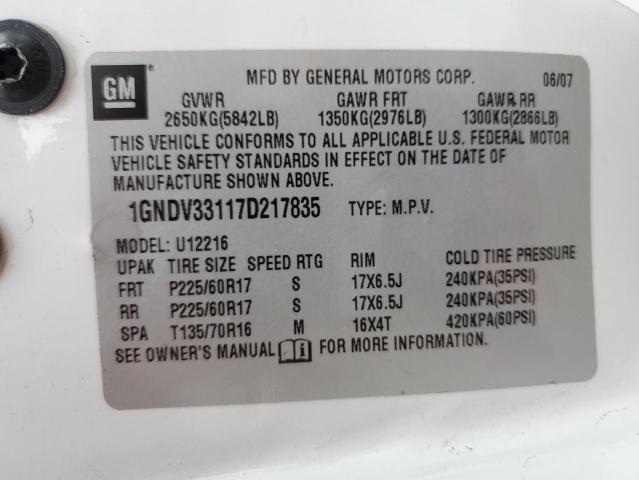 GM ®
MFD BY GENERAL MOTORS CORP. 06/07
GVWR GAWR FRT GAWR RR
2650KG(5842LB) 1350KG(2976LB) 1300KG(2866LB)
THIS VEHICLE CONFORMS TO ALL APPLICABLE U.S. FEDERAL MOTOR
VEHICLE SAFETY STANDARDS IN EFFECT ON THE DATE OF
MANUFACTURE SHOWN ABOVE.
1GNDV33117D217835 TYPE: M.P.V.
MODEL: U12216
UPAK TIRE SIZE SPEED RTG RIM COLD TIRE PRESSURE
FRT P225/60R17 S 17X6.5J 240KPA(35PSI)
RR P225/60R17 S 17X6.5J 240KPA(35PSI)
SPA T135/70R16 M 16X4T 420KPA(60PSI)
SEE OWNER'S MANUAL FOR MORE INFORMATION.